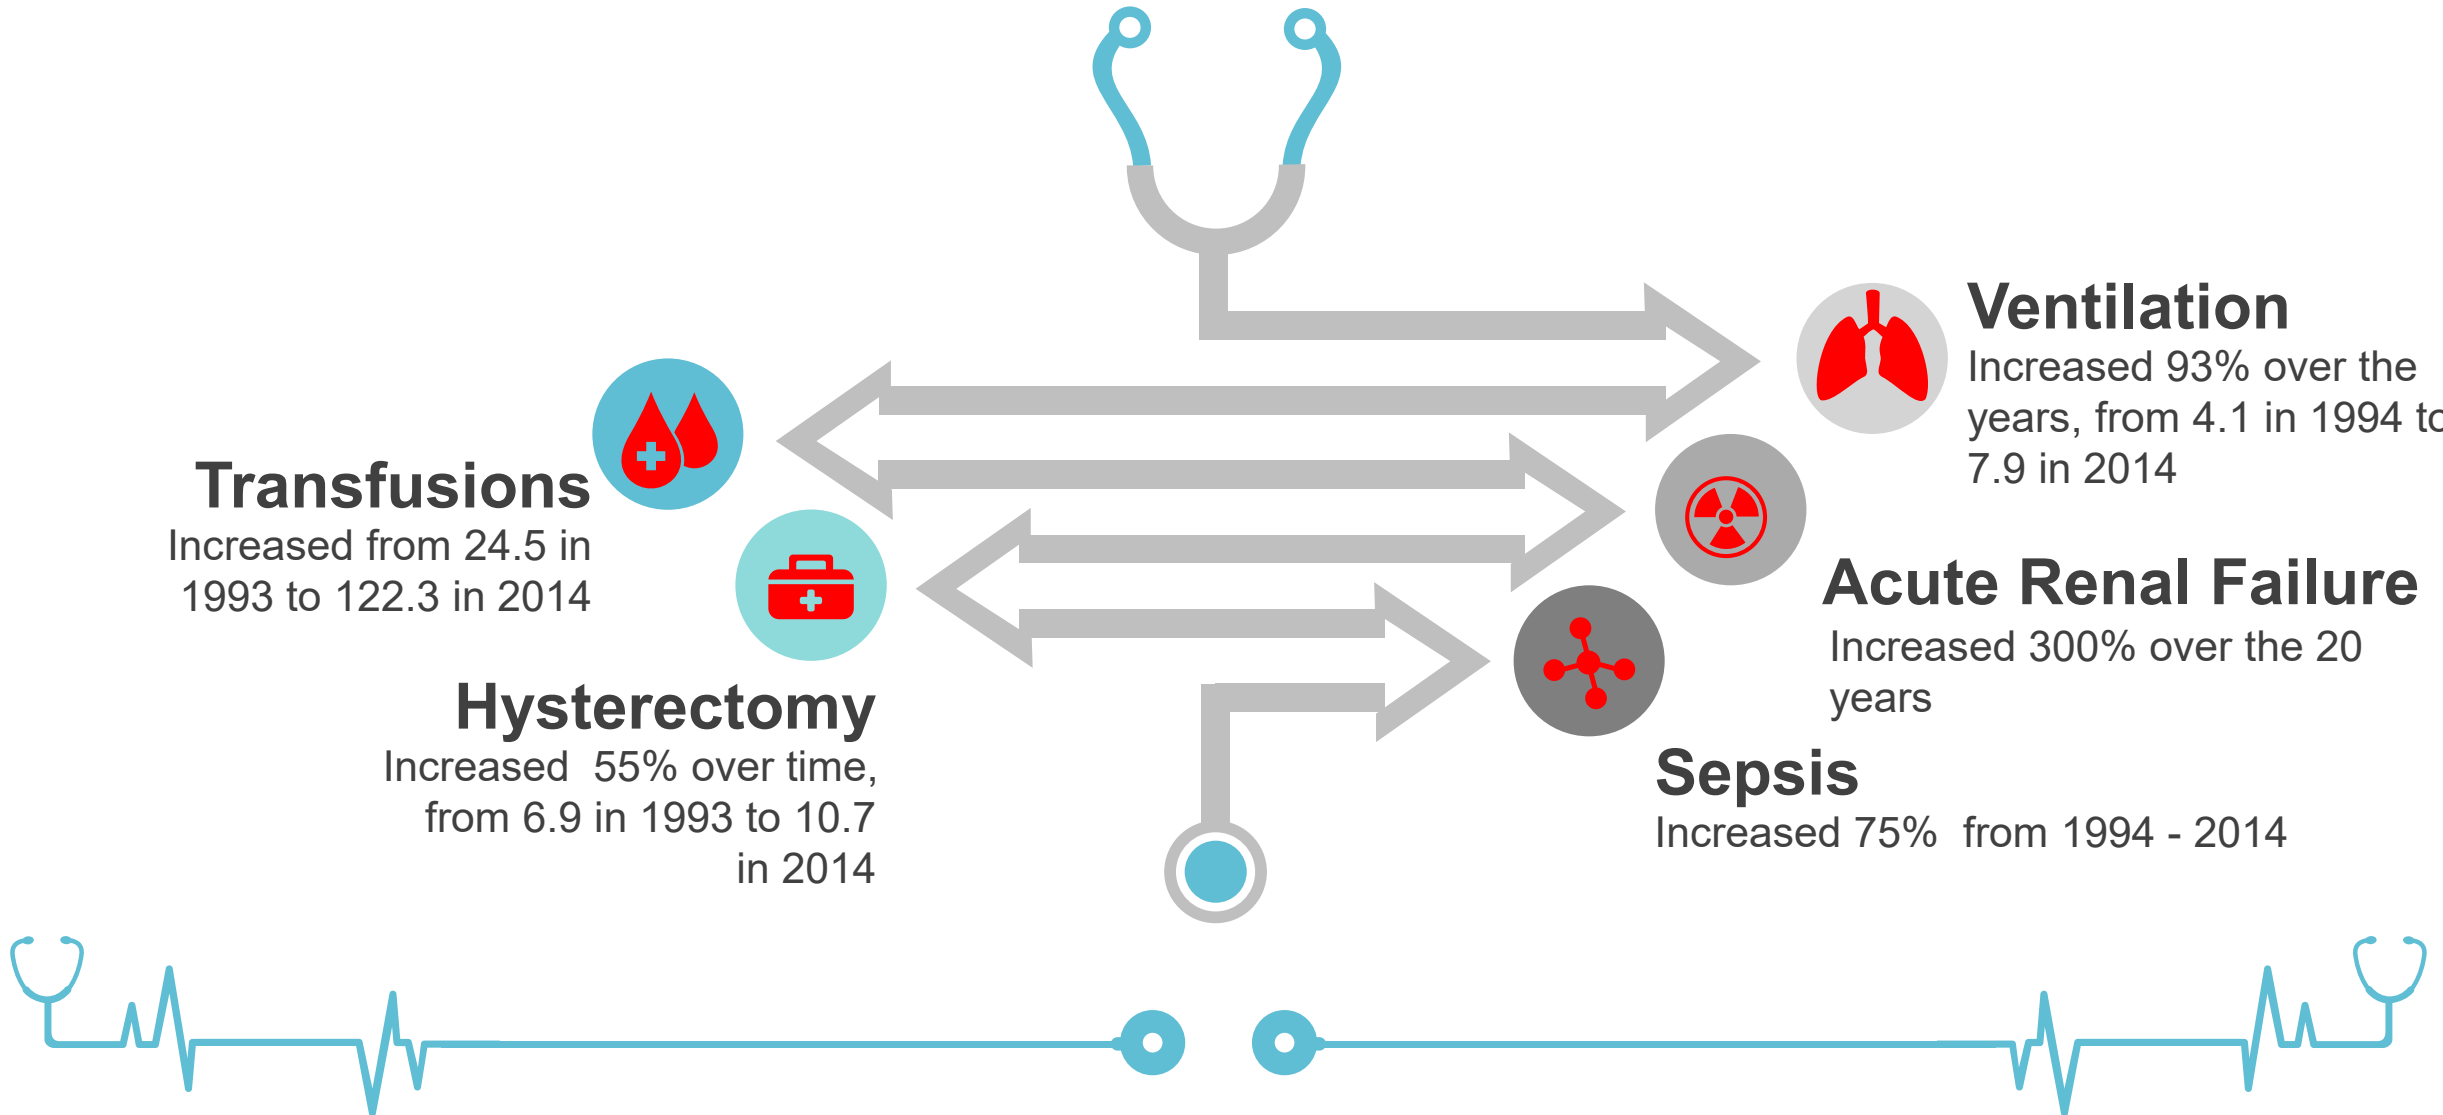 Ventilation
Increased 93% over the
years, from 4.1 in 1994 to
7.9 in 2014
Transfusions
Increased from 24.5 in
1993 to 122.3 in 2014
Acute Renal Failure
Increased 300% over the 20
years
Hysterectomy
Increased  55% over time,
from 6.9 in 1993 to 10.7
in 2014
Sepsis
Increased 75%  from 1994 - 2014